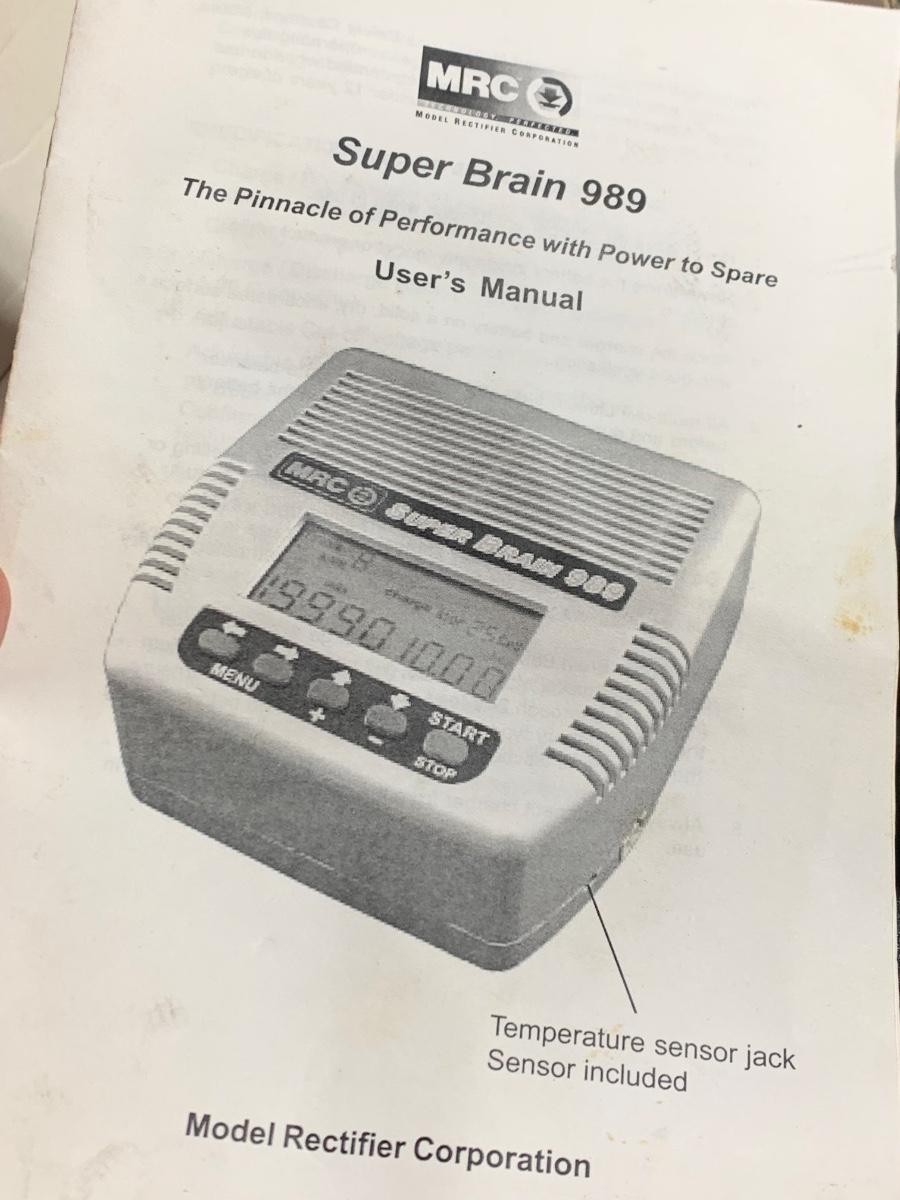 MRC
TECHNOLOGY, PERFECTED.
MODEL RECTIFIER CORPORATION
Super Brain 989
The Pinnacle of Performance with Power to Spare
User's Manual
MRC SUPER BRAIN 989
charge
MENU
+
-
START
STOP
Temperature sensor jack
Sensor included
Model Rectifier Corporation